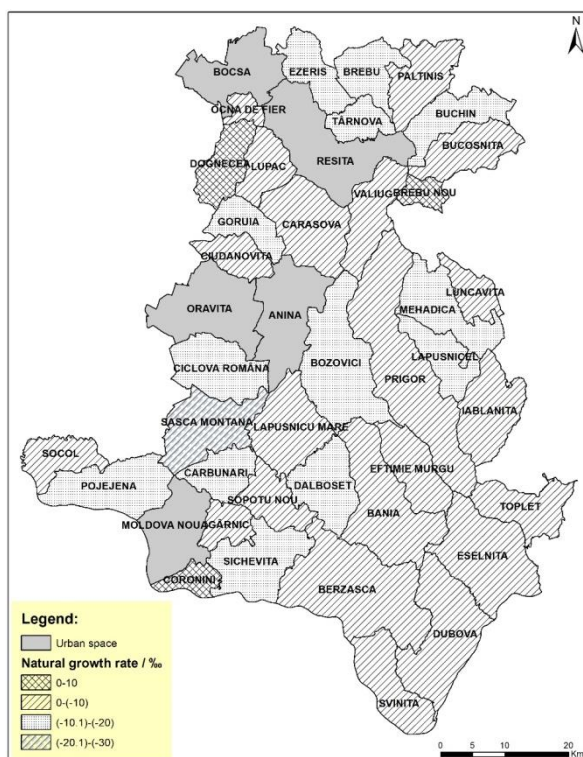 N
BOCSA
EZERIS
BREBU
PALTINIS
OCNA DE FIER
TÂRNOVA
BUCHIN
BUCOSNITA
DOGNECEA
LUPAC
RESITA
VALIUG
BREBU NOU
GORUIA
CARASOVA
CIUDANOVITA
ORAVITA
ANINA
MEHADICA
LUNCAVITA
CICLOVA ROMÂNA
BOZOVICI
LAPUSNICEL
PRIGOR
IABLANITA
SASCA MONTANA
LAPUSNICU MARE
SOCOL
POJEJENA
CARBUNARI
SOPOTU NOU
DALBOSET
EFTIMIE MURGU
TOPLET
MOLDOVA NOUA
GÂRNIC
BANIA
SICHEVITA
ESELNITA
CORONINI
BERZASCA
DUBOVA
SVINITA
Legend:
Urban space
Natural growth rate / ‰
0-10
0-(-10)
(-10.1)-(-20)
(-20.1)-(-30)
0 5 10 20
Km